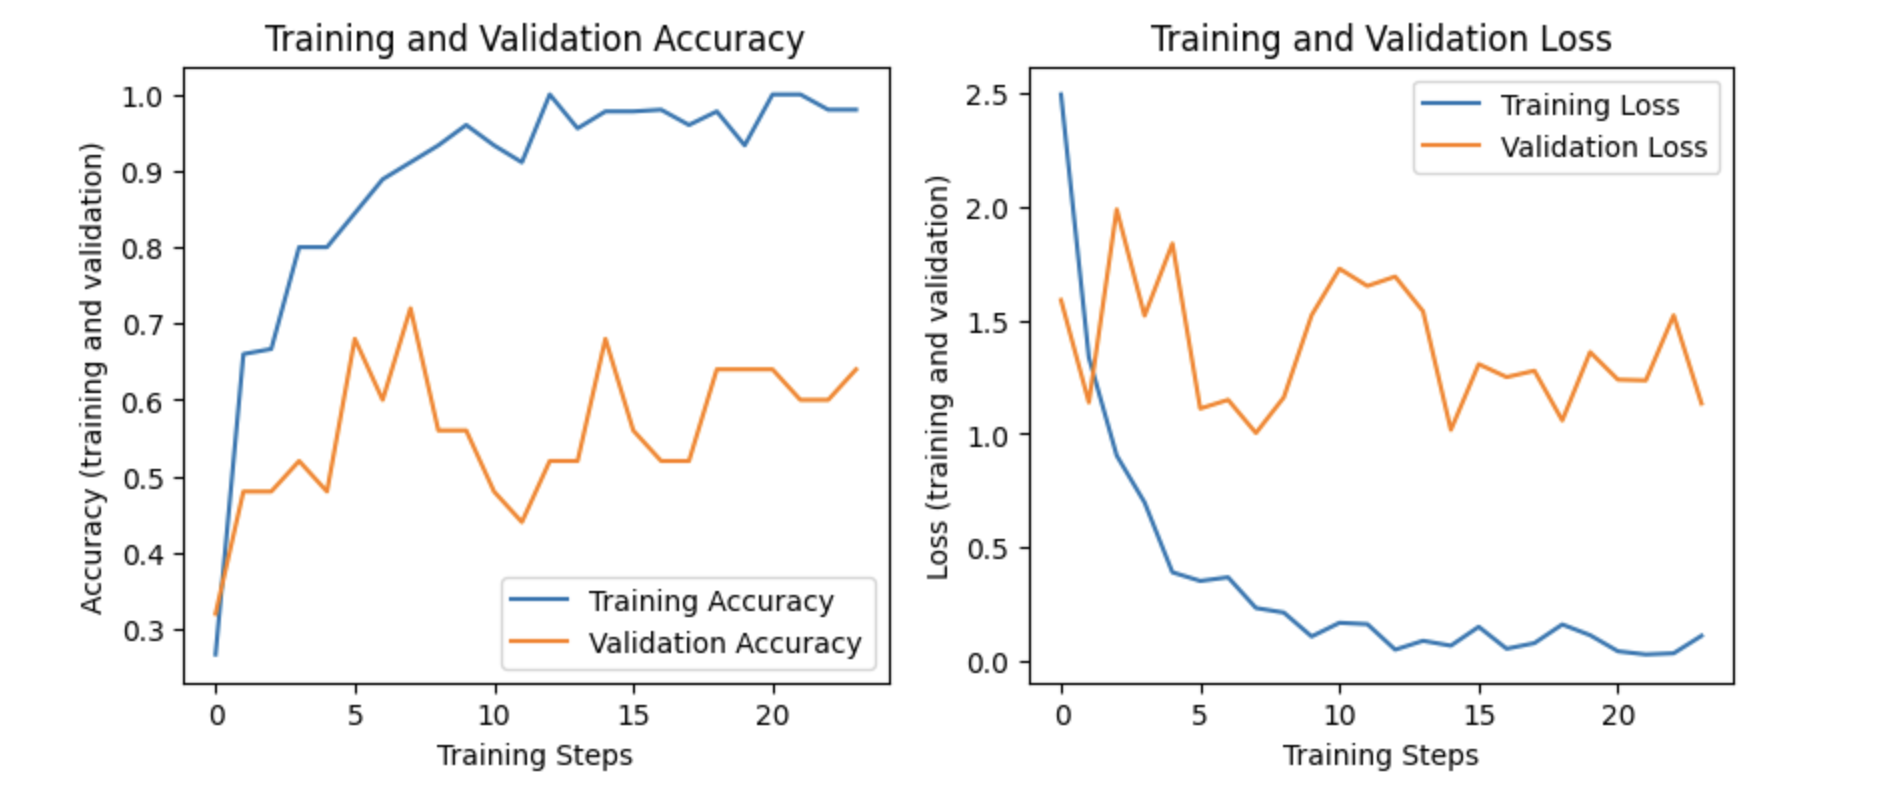 Training and Validation Accuracy
Accuracy (training and validation)
1.0
0.9
0.8
0.7
0.6
0.5
0.4
0.3
Training Accuracy
Validation Accuracy
0 5 10 15 20
Training Steps
Training and Validation Loss
Loss (training and validation)
2.5
2.0
1.5
1.0
0.5
0.0
Training Loss
Validation Loss
0 5 10 15 20
Training Steps